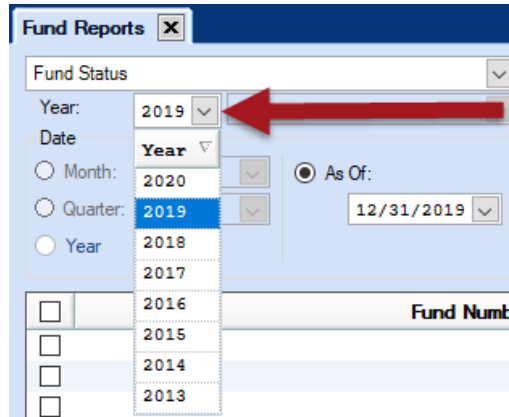 Fund Reports
Fund Status
Year: 2019
Date
Year
Month:
As Of:
2020
Quarter:
2019
12/31/2019
Year
2018
2017
2016
Fund Numb
2015
2014
2013